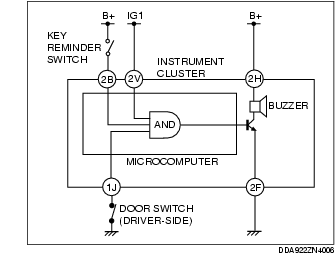 B+ IG1 B+
KEY
REMINDER
SWITCH
INSTRUMENT
CLUSTER
2B 2V 2H
BUZZER
AND
MICROCOMPUTER
1J 2F
DOOR SWITCH
(DRIVER-SIDE)
DDA922ZN4006